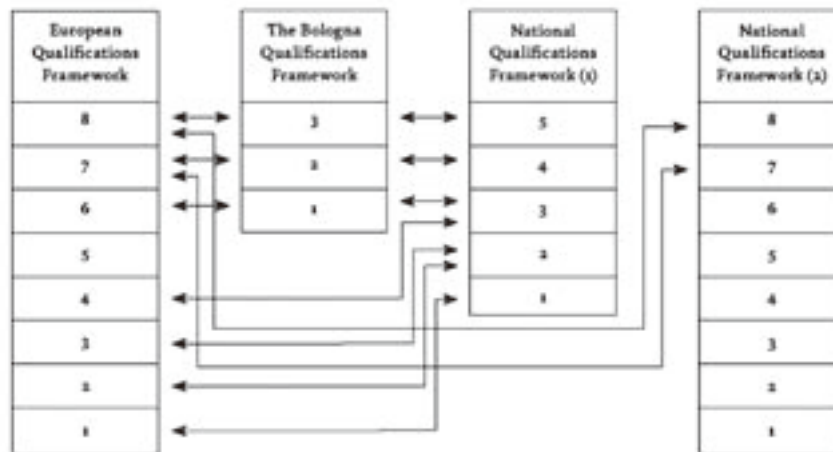 European
Qualifications
Framework
8
7
6
5
4
3
2
1
The Bologna
Qualifications
Framework
3
2
1
National
Qualifications
Framework (1)
5
4
3
2
1
National
Qualifications
Framework (2)
8
7
6
5
4
3
2
1